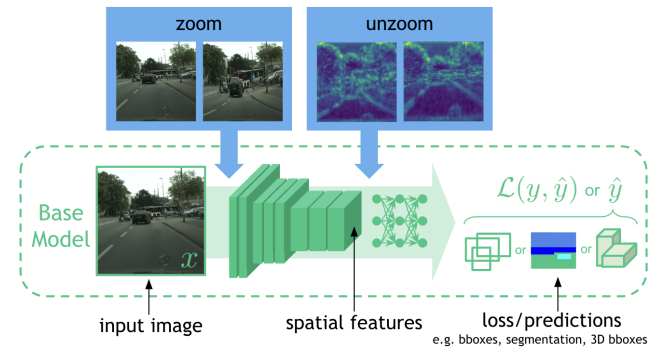 zoom
unzoom
Base
Model
x
ℒ(y, ŷ) or ŷ
or
or
input image
spatial features
loss/predictions
e.g. bboxes, segmentation, 3D bboxes